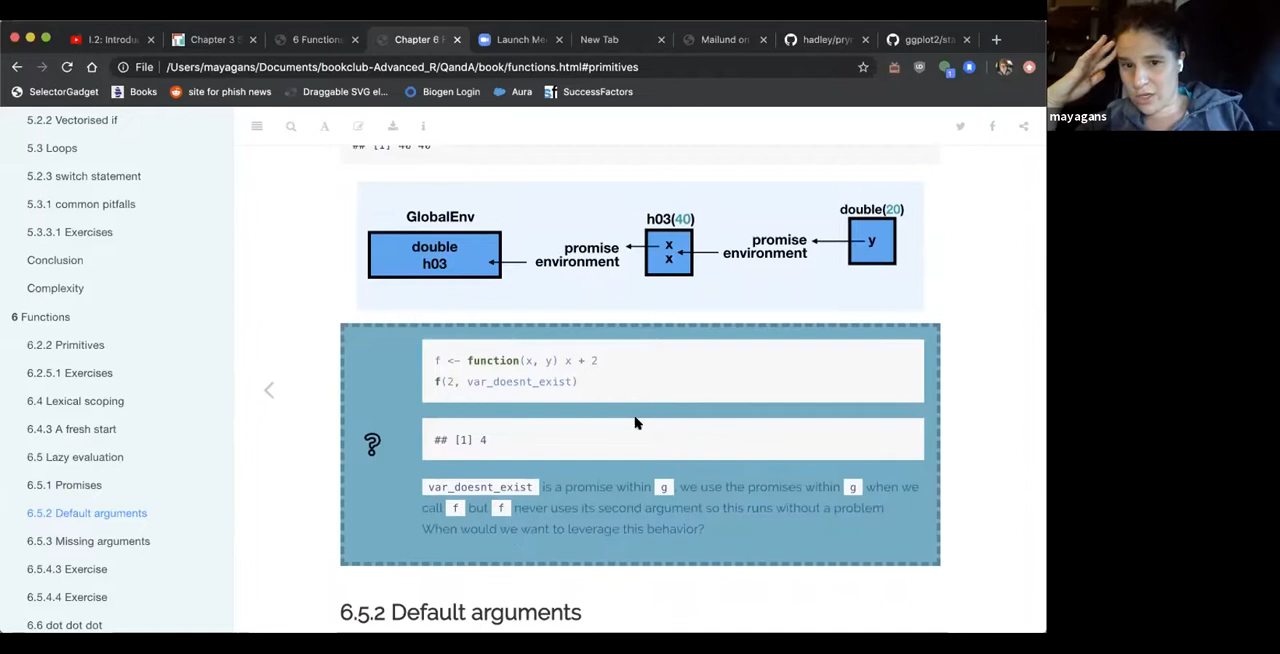 I.2: Introdu
Chapter 3 S
6 Functions
Chapter 6 F
Launch Me
New Tab
Mailund on
hadley/pry
ggplot2/sta
File
/Users/mayagans/Documents/bookclub-Advanced_R/QandA/book/functions.html#primitives
SelectorGadget
Books
site for phish news
Draggable SVG el...
Biogen Login
Aura
SuccessFactors
mayagans
5.2.2 Vectorised if
5.3 Loops
5.2.3 switch statement
5.3.1 common pitfalls
5.3.3.1 Exercises
Conclusion
Complexity
6 Functions
6.2.2 Primitives
6.2.5.1 Exercises
6.4 Lexical scoping
6.4.3 A fresh start
6.5 Lazy evaluation
6.5.1 Promises
6.5.2 Default arguments
6.5.3 Missing arguments
6.5.4.3 Exercise
6.5.4.4 Exercise
6.6 dot dot dot
## [1] 40 40
GlobalEnv
double
h03
promise
environment
h03(40)
x
x
promise
environment
double(20)
y
f <- function(x, y) x + 2
f(2, var_doesnt_exist)
?
## [1] 4
var_doesnt_exist is a promise within g, we use the promises within g when we
call f but f never uses its second argument so this runs without a problem
When would we want to leverage this behavior?
6.5.2 Default arguments